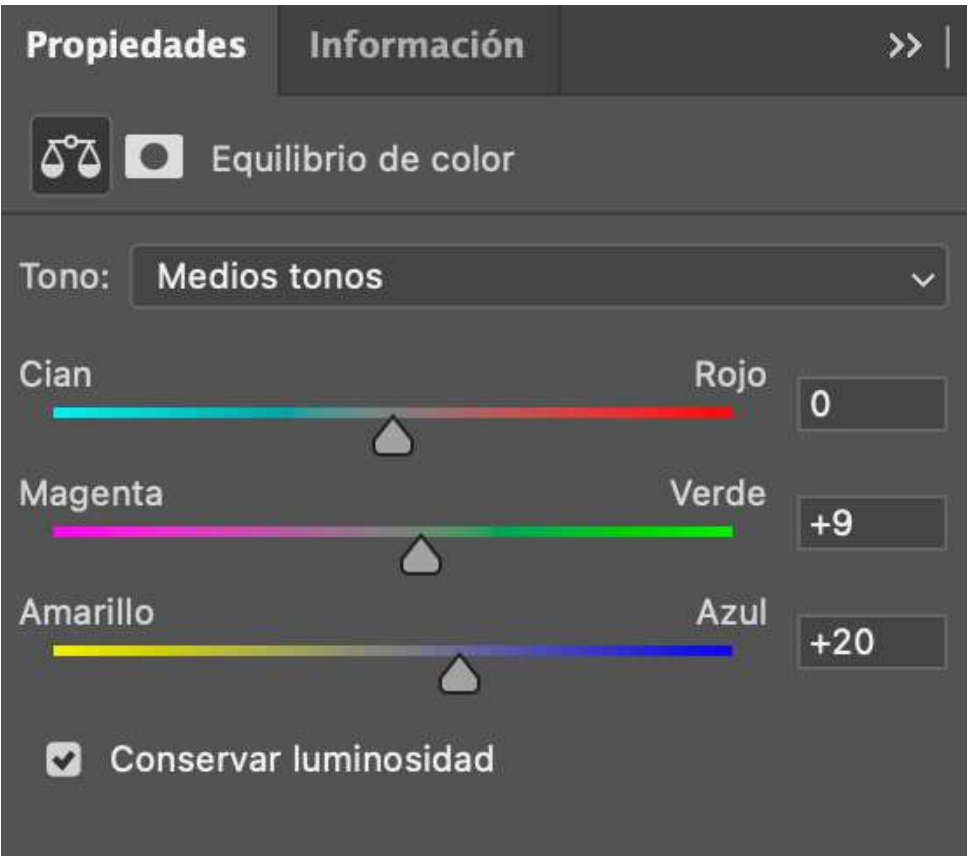 Propiedades Información
Equilibrio de color
Tono: Medios tonos
Cian Rojo 0
Magenta Verde +9
Amarillo Azul +20
Conservar luminosidad